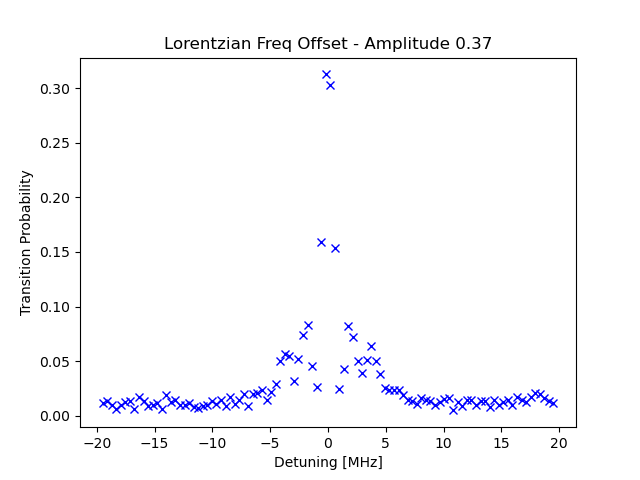 Lorentzian Freq Offset - Amplitude 0.37
0.30
0.25
0.20
0.15
0.10
0.05
0.00
Transition Probability
−20 −15 −10 −5 0 5 10 15 20
Detuning [MHz]